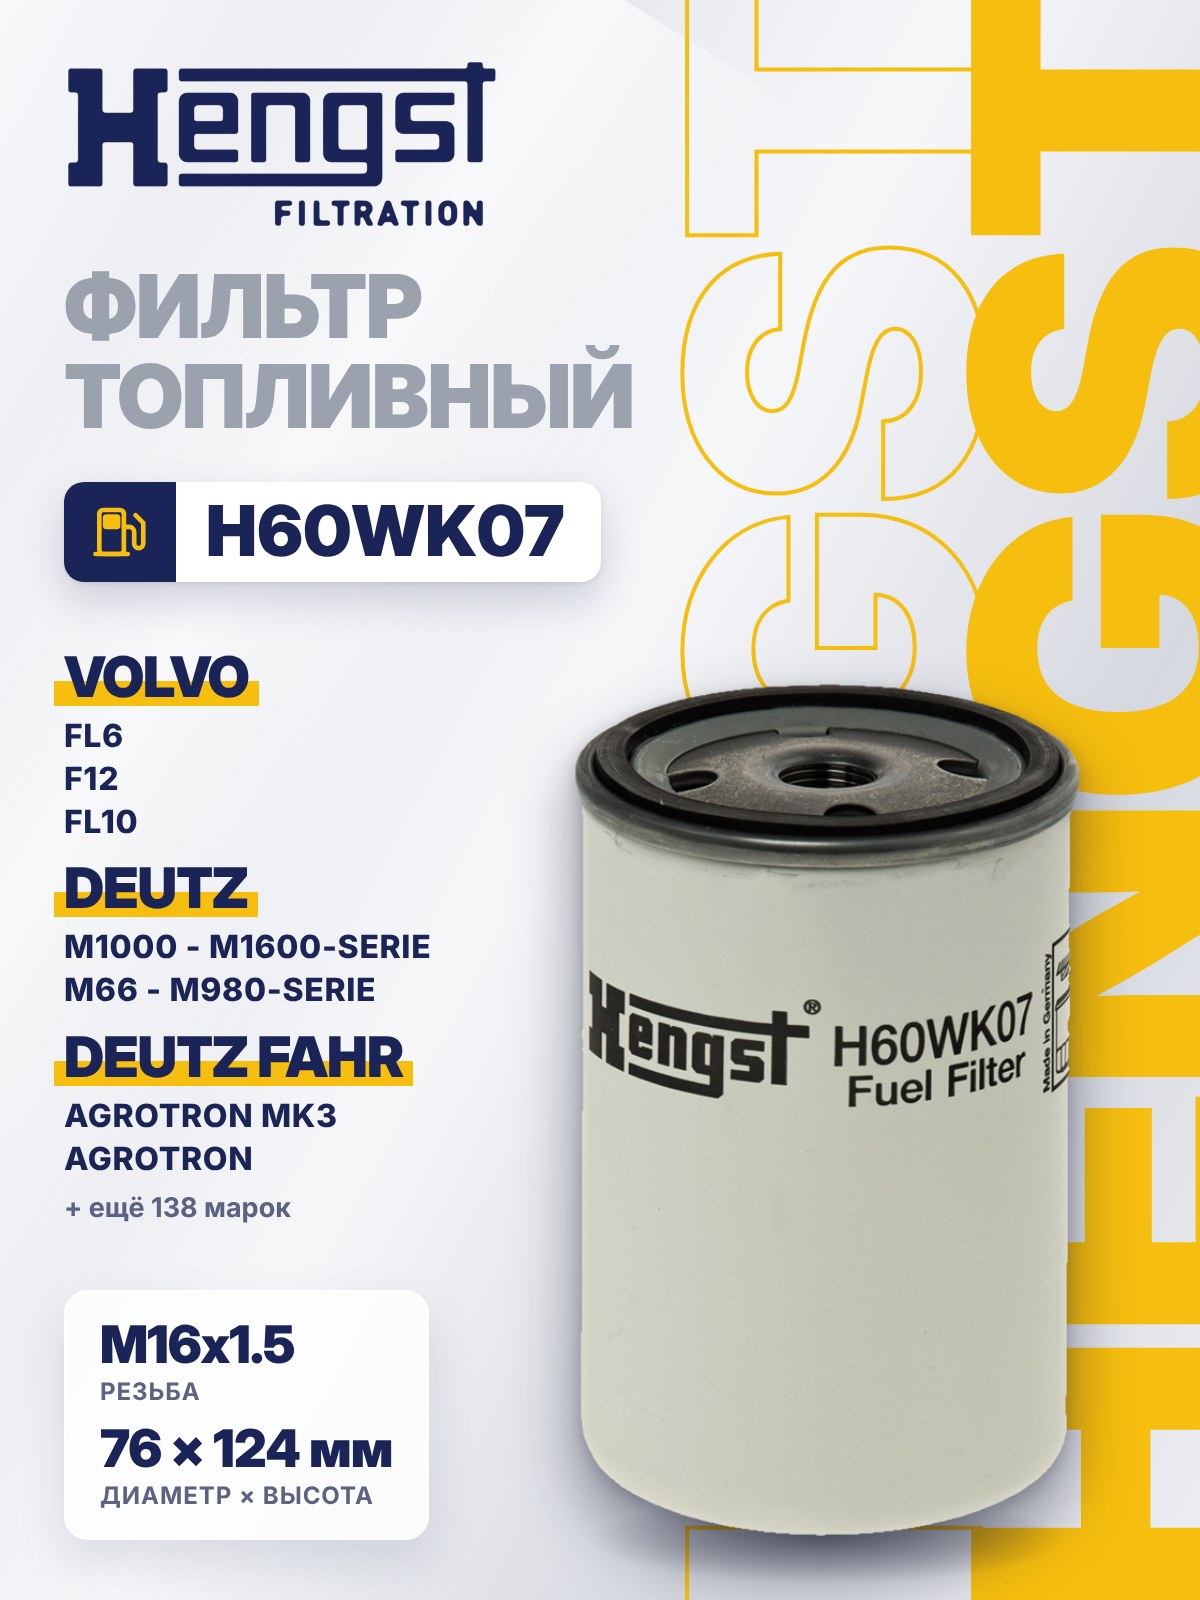 Hengst
FILTRATION
ФИЛЬТР
ТОПЛИВНЫЙ
H60WK07
VOLVO
FL6
F12
FL10
DEUTZ
M1000 - M1600-SERIE
M66 - M980-SERIE
DEUTZ FAHR
AGROTRON MK3
AGROTRON
+ ещё 138 марок
M16x1.5
РЕЗЬБА
76 × 124 мм
ДИАМЕТР × ВЫСОТА
Hengst®
H60WK07
Fuel Filter
Made in Germany
HENGST
GST